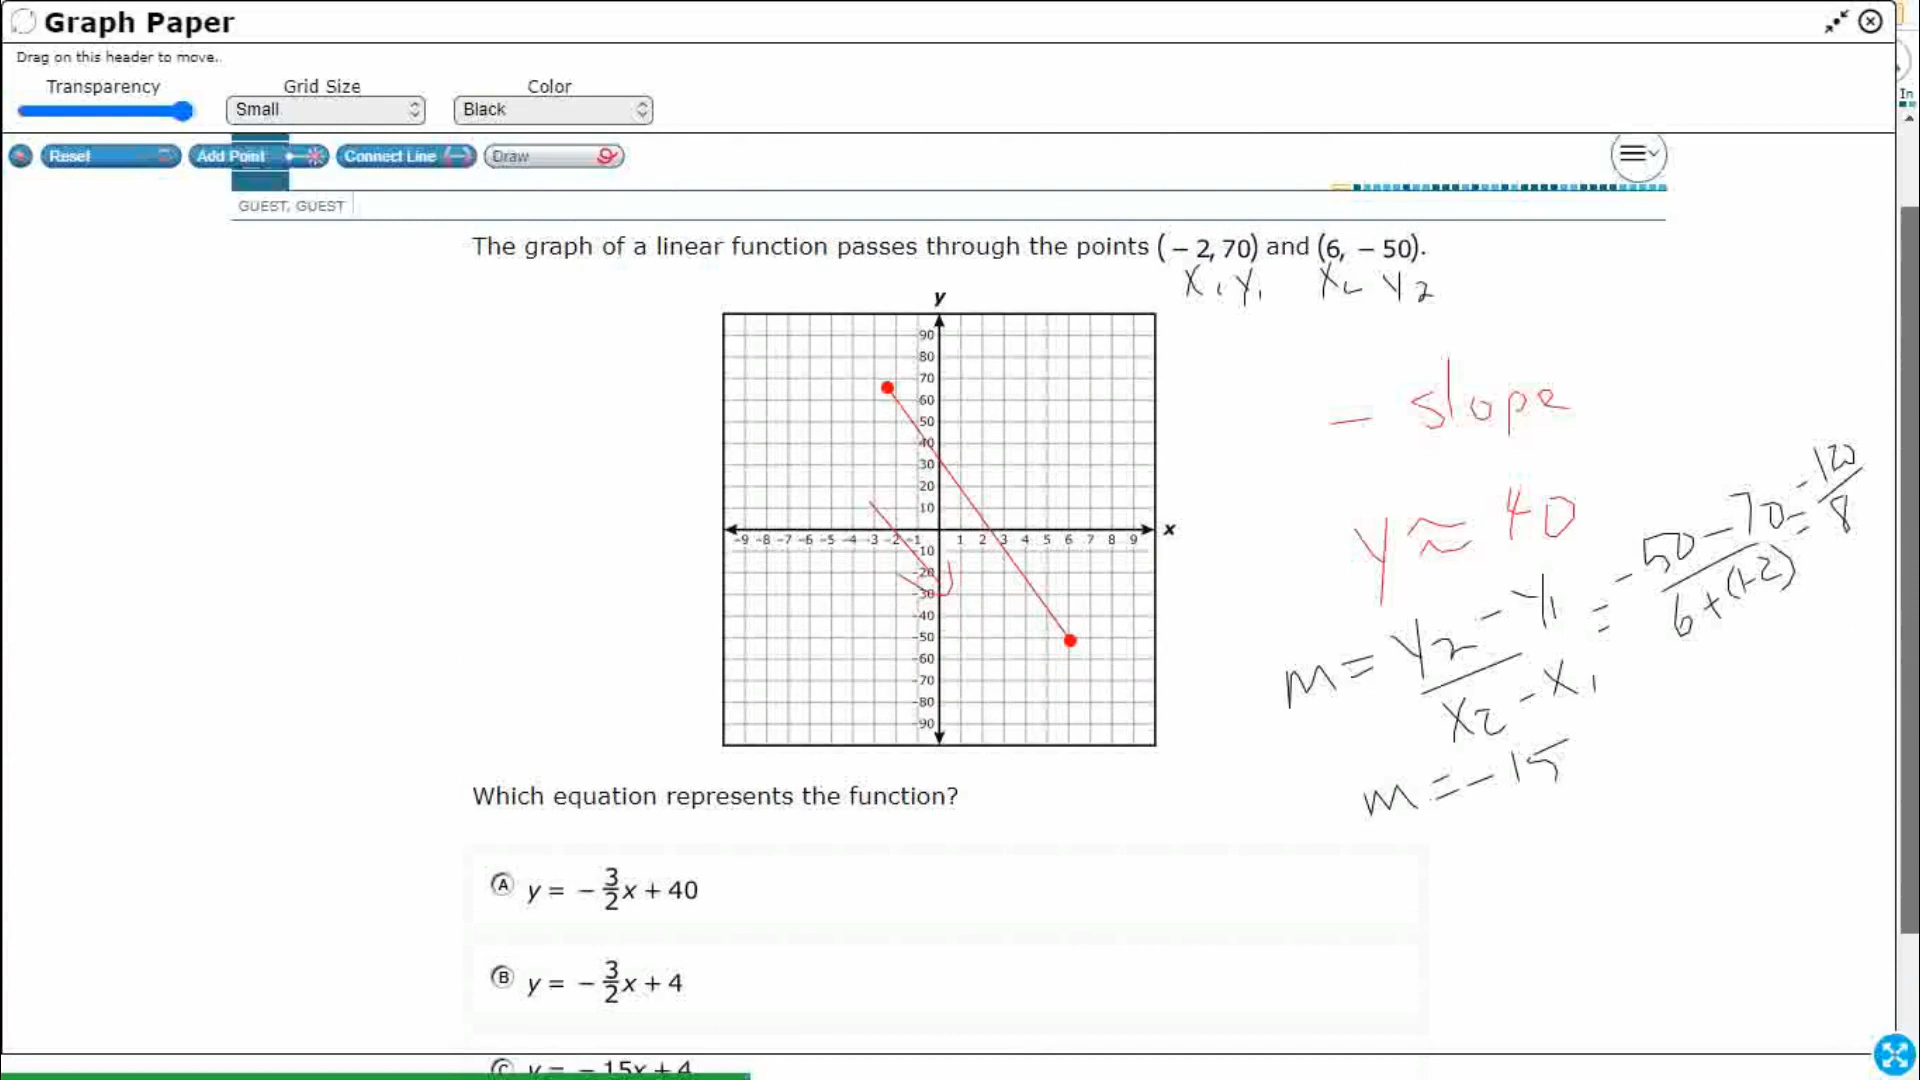 Graph Paper
Drag on this header to move..
Transparency Grid Size Color
Small Black
Reset Add Point Connect Line Draw
In
GUEST, GUEST
The graph of a linear function passes through the points (−2, 70) and (6, −50).
x₁ y₁ x₂ y₂
y
90
80
70
60
50
40
30
20
10
-9 -8 -7 -6 -5 -4 -3 -2 -1 1 2 3 4 5 6 7 8 9 x
-10
-20
-30
-40
-50
-60
-70
-80
-90
− slope
y ≈ 40
m = y₂ − y₁ / x₂ − x₁ = −50 − 70 / 6 + (+2) = −120 / 8
m = −15
Which equation represents the function?
A y = − 3/2 x + 40
B y = − 3/2 x + 4
C y = − 15x + 4